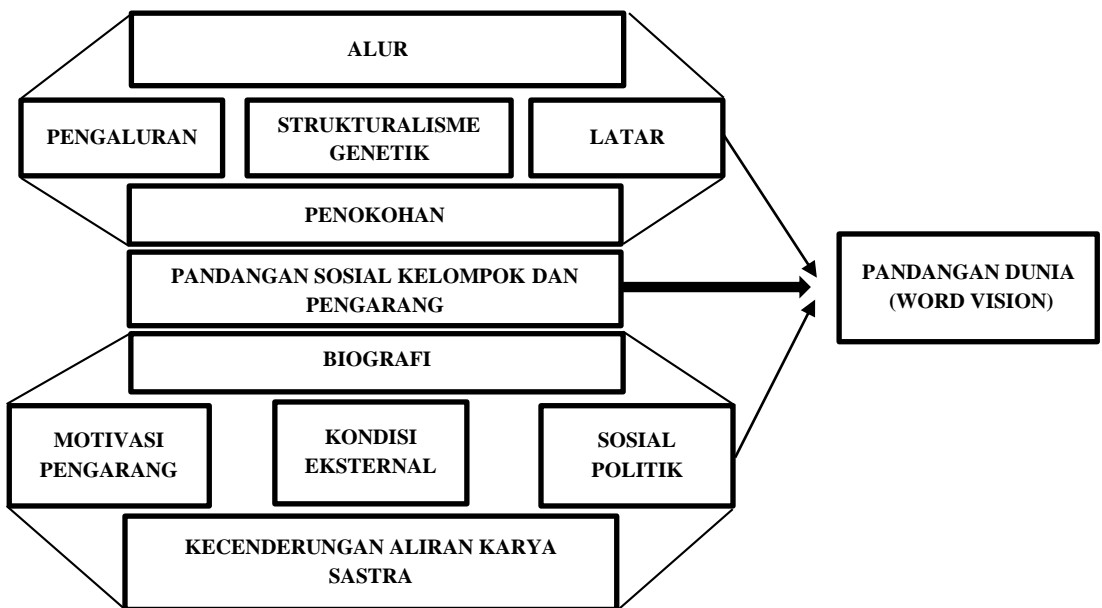 ALUR
PENGALURAN
STRUKTURALISME
GENETIK
LATAR
PENOKOHAN
PANDANGAN SOSIAL KELOMPOK DAN
PENGARANG
PANDANGAN DUNIA
(WORD VISION)
BIOGRAFI
MOTIVASI
PENGARANG
KONDISI
EKSTERNAL
SOSIAL
POLITIK
KECENDERUNGAN ALIRAN KARYA
SASTRA